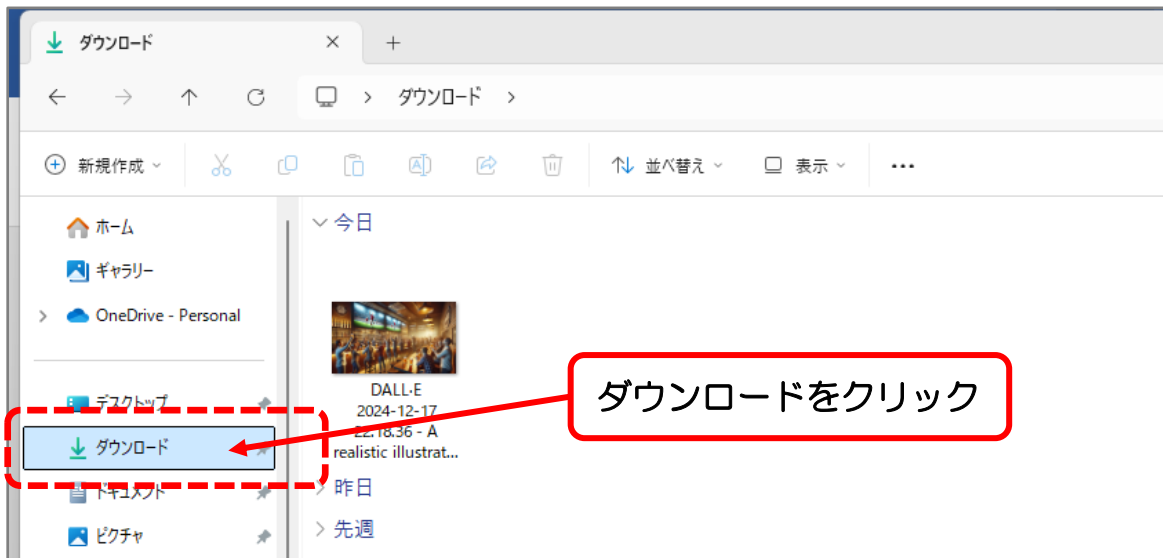 ダウンロード
ダウンロード
新規作成
並べ替え
表示
ホーム
ギャラリー
OneDrive - Personal
デスクトップ
ダウンロード
ドキュメント
ピクチャ
今日
DALL·E
2024-12-17
22.18.36 - A
realistic illustrat...
昨日
先週
ダウンロードをクリック